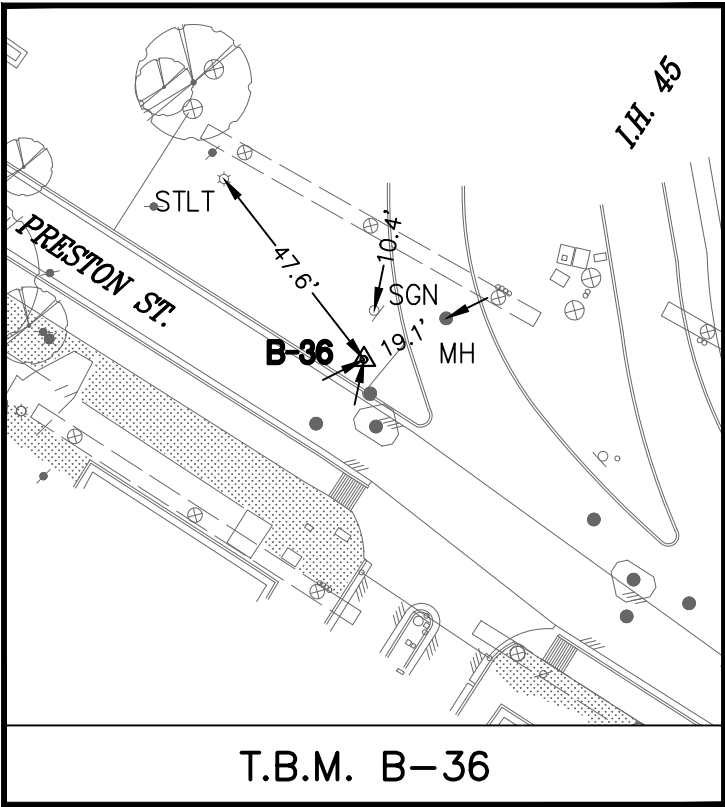 I.H. 45
STLT
PRESTON ST.
47.6'
10.4'
SGN
19.1'
MH
B-36
T.B.M. B-36